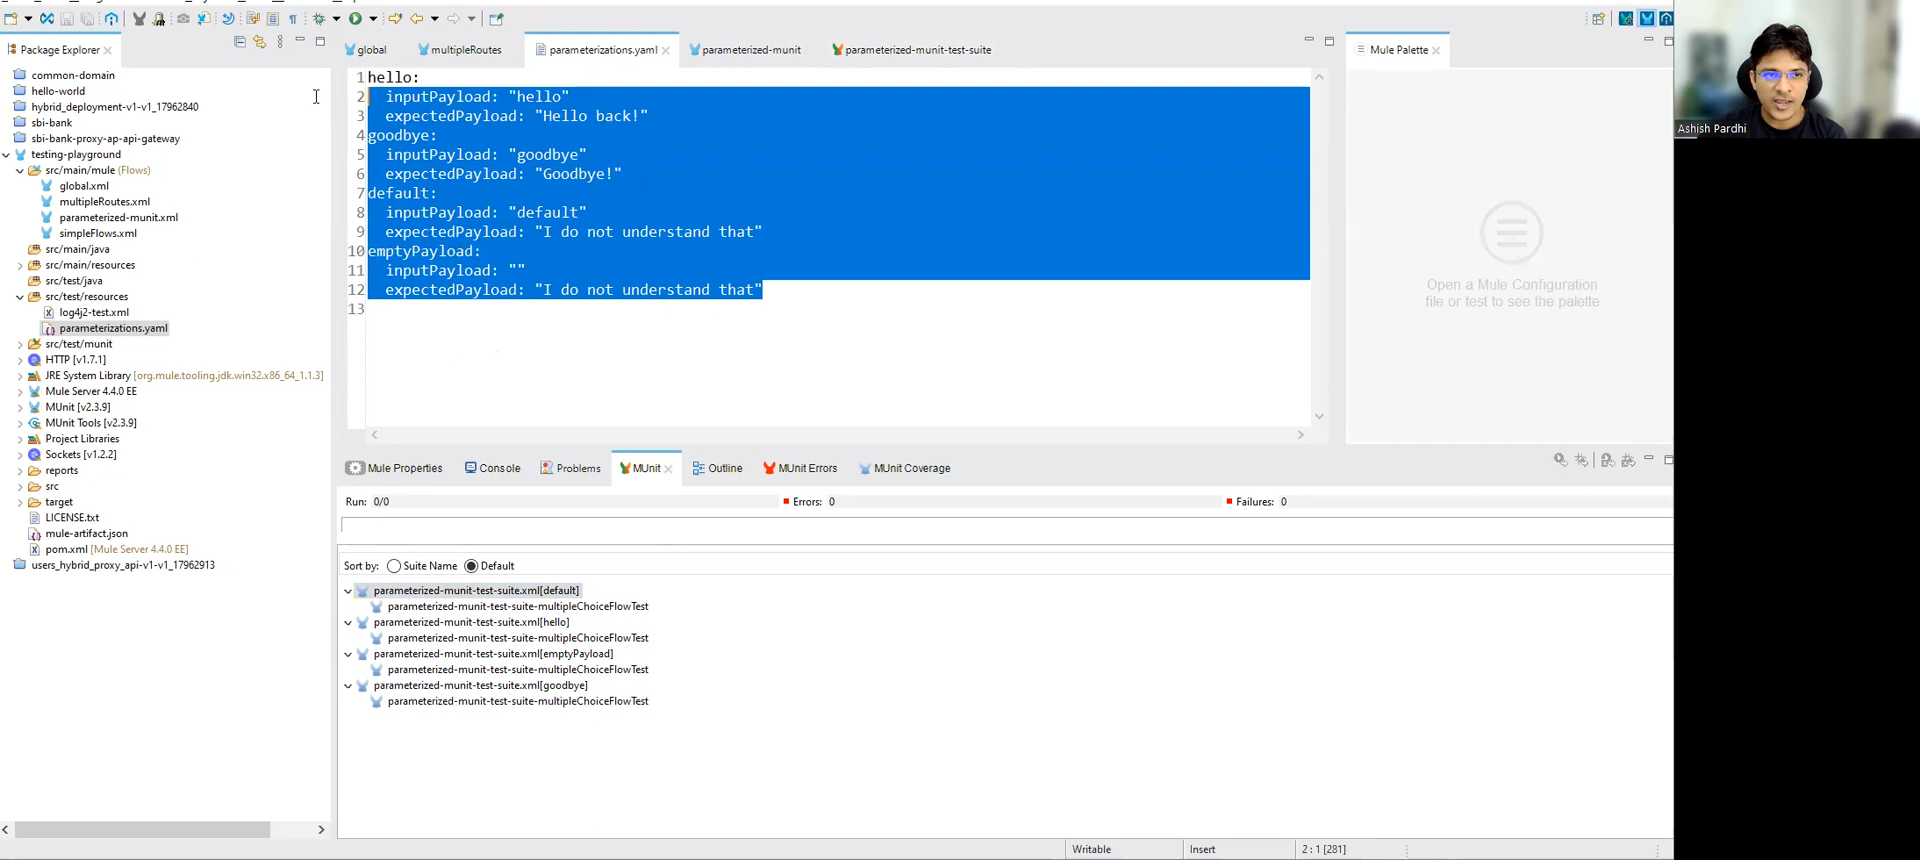 Package Explorer
common-domain
hello-world
hybrid_deployment-v1-v1_17962840
sbi-bank
sbi-bank-proxy-ap-api-gateway
testing-playground
src/main/mule (Flows)
global.xml
multipleRoutes.xml
parameterized-munit.xml
simpleFlows.xml
src/main/java
src/main/resources
src/test/java
src/test/resources
log4j2-test.xml
parameterizations.yaml
src/test/munit
HTTP [v1.7.1]
JRE System Library [org.mule.tooling.jdk.win32.x86_64_1.1.3]
Mule Server 4.4.0 EE
MUnit [v2.3.9]
MUnit Tools [v2.3.9]
Project Libraries
Sockets [v1.2.2]
reports
src
target
LICENSE.txt
mule-artifact.json
pom.xml [Mule Server 4.4.0 EE]
users_hybrid_proxy_api-v1-v1_17962913
global multipleRoutes parameterizations.yaml parameterized-munit parameterized-munit-test-suite
1 hello:
2 inputPayload: "hello"
3 expectedPayload: "Hello back!"
4 goodbye:
5 inputPayload: "goodbye"
6 expectedPayload: "Goodbye!"
7 default:
8 inputPayload: "default"
9 expectedPayload: "I do not understand that"
10 emptyPayload:
11 inputPayload: ""
12 expectedPayload: "I do not understand that"
13
Mule Palette
Open a Mule Configuration
file or test to see the palette
Ashish Pardhi
Mule Properties Console Problems MUnit Outline MUnit Errors MUnit Coverage
Run: 0/0 Errors: 0 Failures: 0
Sort by: Suite Name Default
parameterized-munit-test-suite.xml[default]
parameterized-munit-test-suite-multipleChoiceFlowTest
parameterized-munit-test-suite.xml[hello]
parameterized-munit-test-suite-multipleChoiceFlowTest
parameterized-munit-test-suite.xml[emptyPayload]
parameterized-munit-test-suite-multipleChoiceFlowTest
parameterized-munit-test-suite.xml[goodbye]
parameterized-munit-test-suite-multipleChoiceFlowTest
Writable Insert 2 : 1 [281]